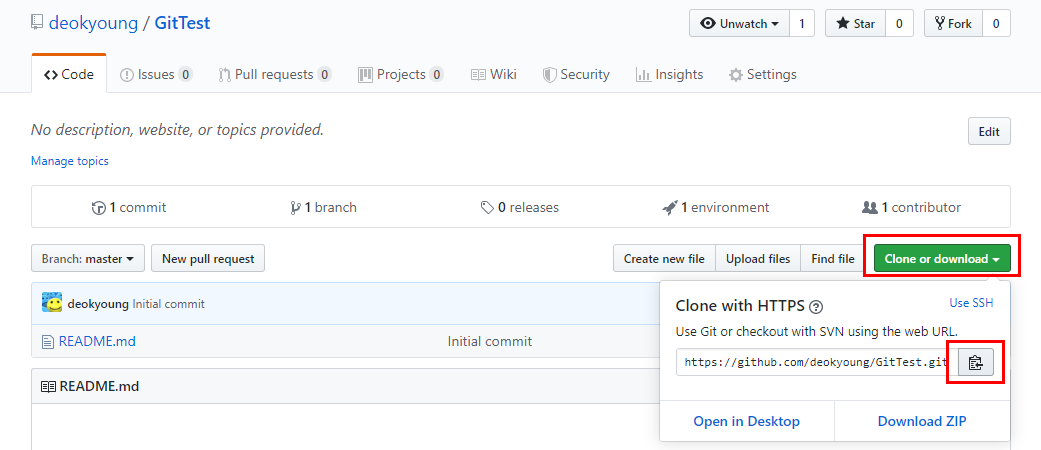 deokyoung / GitTest
Unwatch 1 Star 0 Fork 0
Code Issues 0 Pull requests 0 Projects 0 Wiki Security Insights Settings
No description, website, or topics provided.
Edit
Manage topics
1 commit 1 branch 0 releases 1 environment 1 contributor
Branch: master New pull request Create new file Upload files Find file Clone or download
deokyoung Initial commit
README.md Initial commit
README.md
Clone with HTTPS ?
Use SSH
Use Git or checkout with SVN using the web URL.
https://github.com/deokyoung/GitTest.git
Open in Desktop Download ZIP